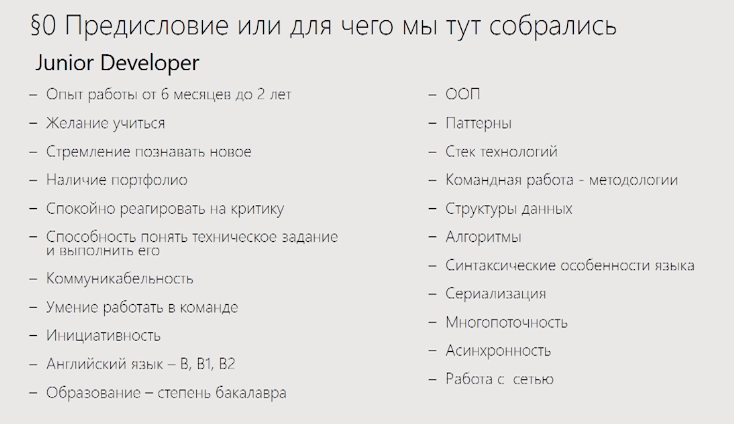 §0 Предисловие или для чего мы тут собрались
Junior Developer
– Опыт работы от 6 месяцев до 2 лет
– Желание учиться
– Стремление познавать новое
– Наличие портфолио
– Спокойно реагировать на критику
– Способность понять техническое задание
и выполнить его
– Коммуникабельность
– Умение работать в команде
– Инициативность
– Английский язык – B, B1, B2
– Образование – степень бакалавра
– ООП
– Паттерны
– Стек технологий
– Командная работа - методологии
– Структуры данных
– Алгоритмы
– Синтаксические особенности языка
– Сериализация
– Многопоточность
– Асинхронность
– Работа с сетью